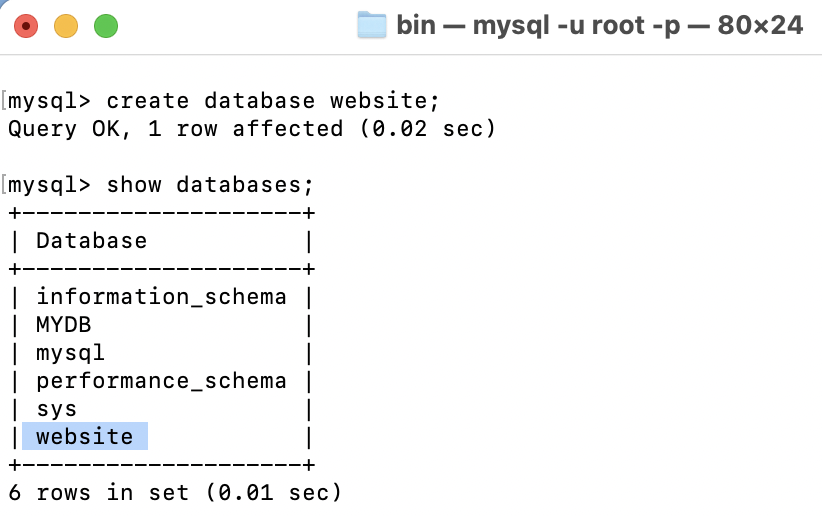 bin — mysql -u root -p — 80×24
[mysql> create database website;
Query OK, 1 row affected (0.02 sec)
[mysql> show databases;
+--------------------+
| Database           |
+--------------------+
| information_schema |
| MYDB               |
| mysql              |
| performance_schema |
| sys                |
| website            |
+--------------------+
6 rows in set (0.01 sec)